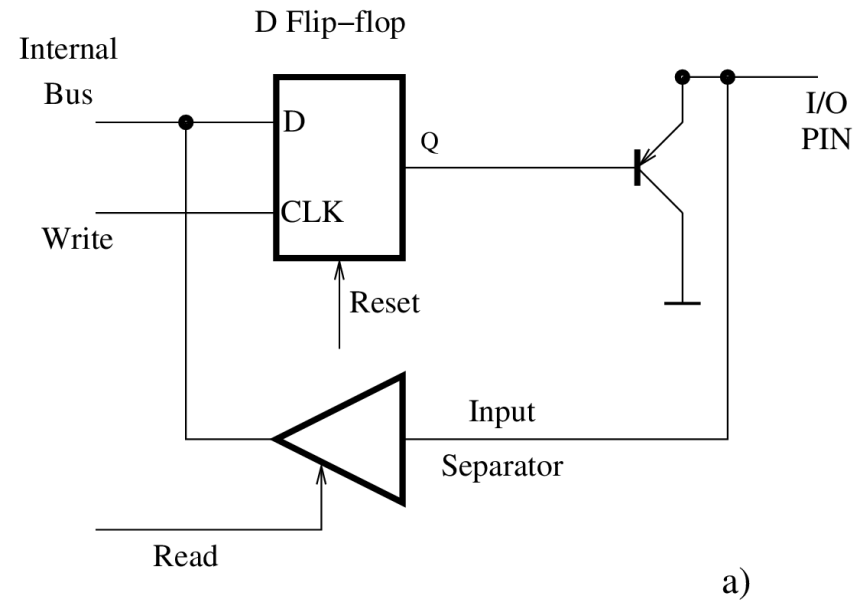 D Flip−flop
Internal
Bus
D
Q
I/O
PIN
CLK
Write
Reset
Input
Separator
Read
a)